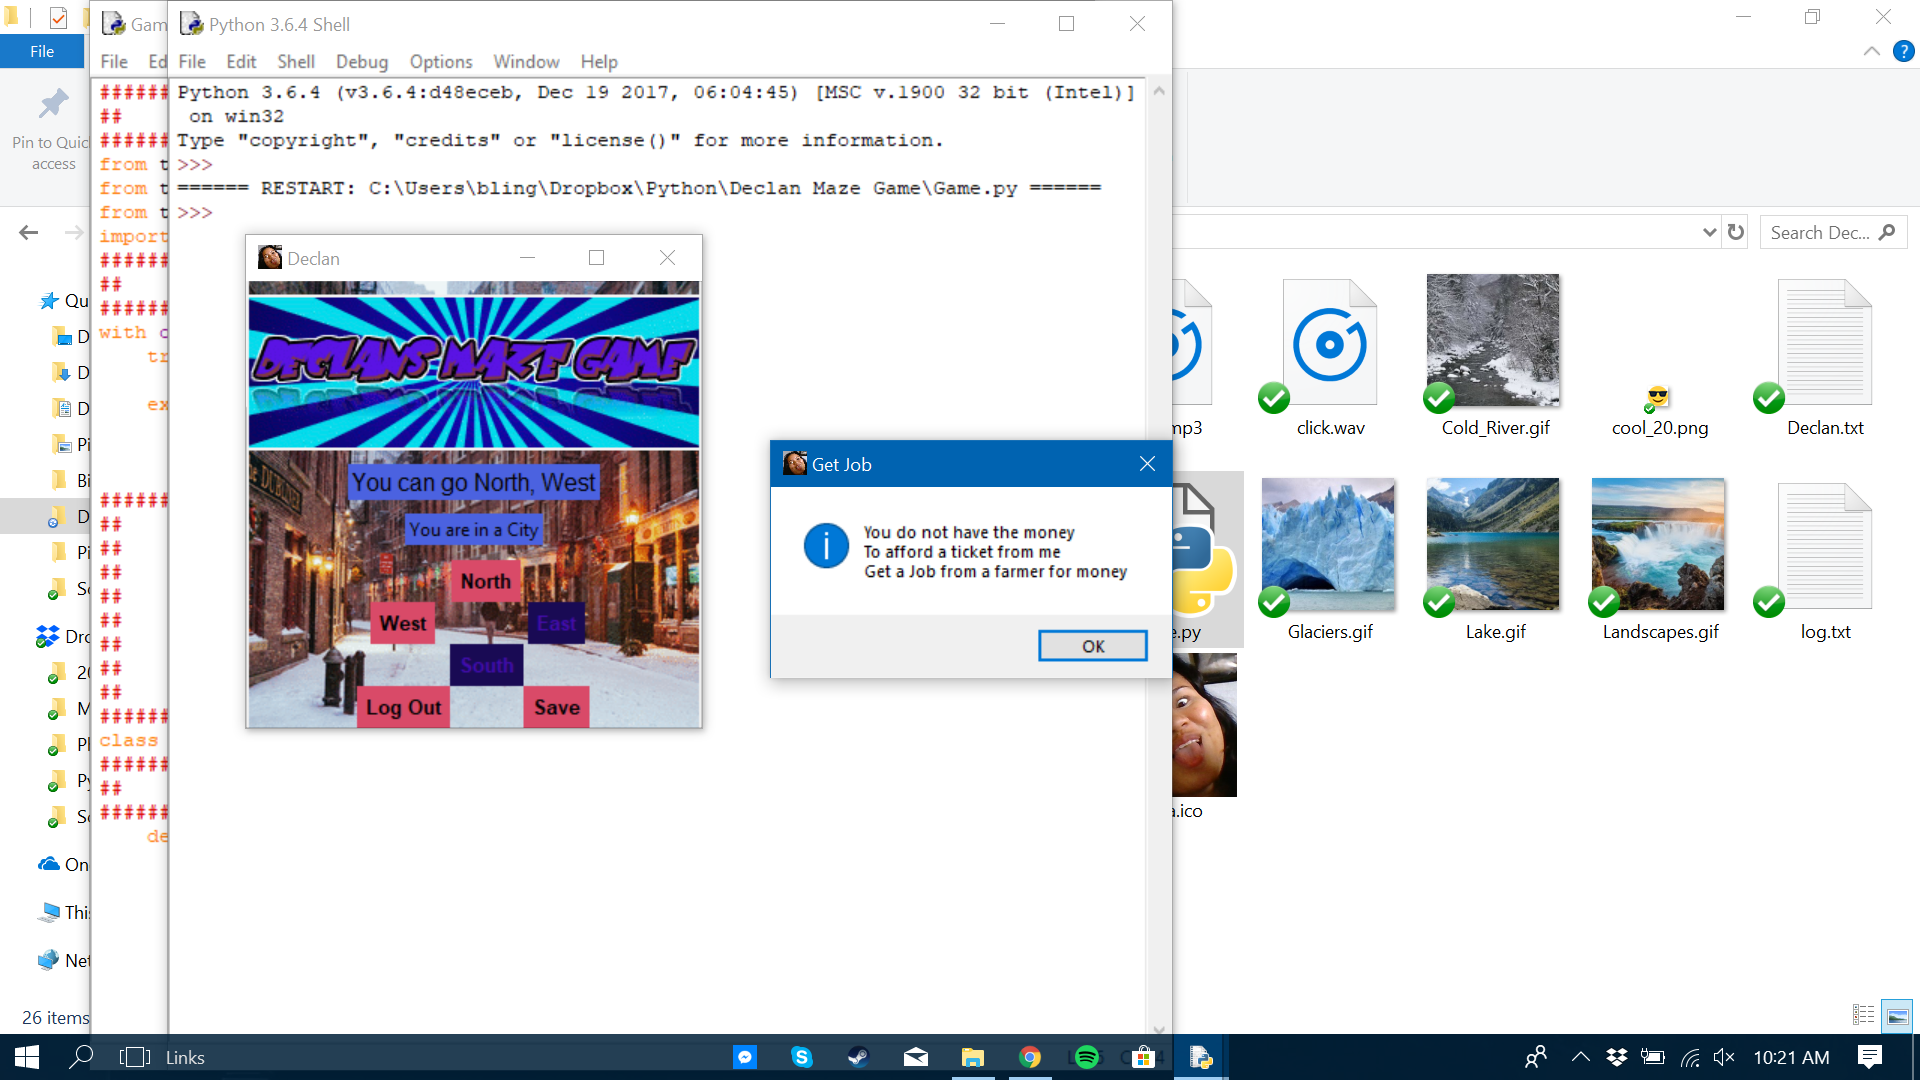 File
Pin to Quic
access
Qu
D
D
D
Pi
Bi
D
Pi
Sc
Dro
20
M
Pl
Py
Sc
On
This
Net
26 items
Gam
File Ed
########
##
########
from t
from t
from t
import
########
##
########
with c
tr
ex
########
##
##
##
##
##
##
##
##
########
class
########
##
########
de
Python 3.6.4 Shell
File Edit Shell Debug Options Window Help
Python 3.6.4 (v3.6.4:d48eceb, Dec 19 2017, 06:04:45) [MSC v.1900 32 bit (Intel)]
on win32
Type "copyright", "credits" or "license()" for more information.
>>>
====== RESTART: C:\Users\bling\Dropbox\Python\Declan Maze Game\Game.py ======
>>>
Declan
DECLANS MAZE GAME
You can go North, West
You are in a City
North
West East
South
Log Out Save
Get Job
You do not have the money
To afford a ticket from me
Get a Job from a farmer for money
OK
Search Dec...
mp3 click.wav Cold_River.gif cool_20.png Declan.txt
e.py Glaciers.gif Lake.gif Landscapes.gif log.txt
a.ico
Links
10:21 AM